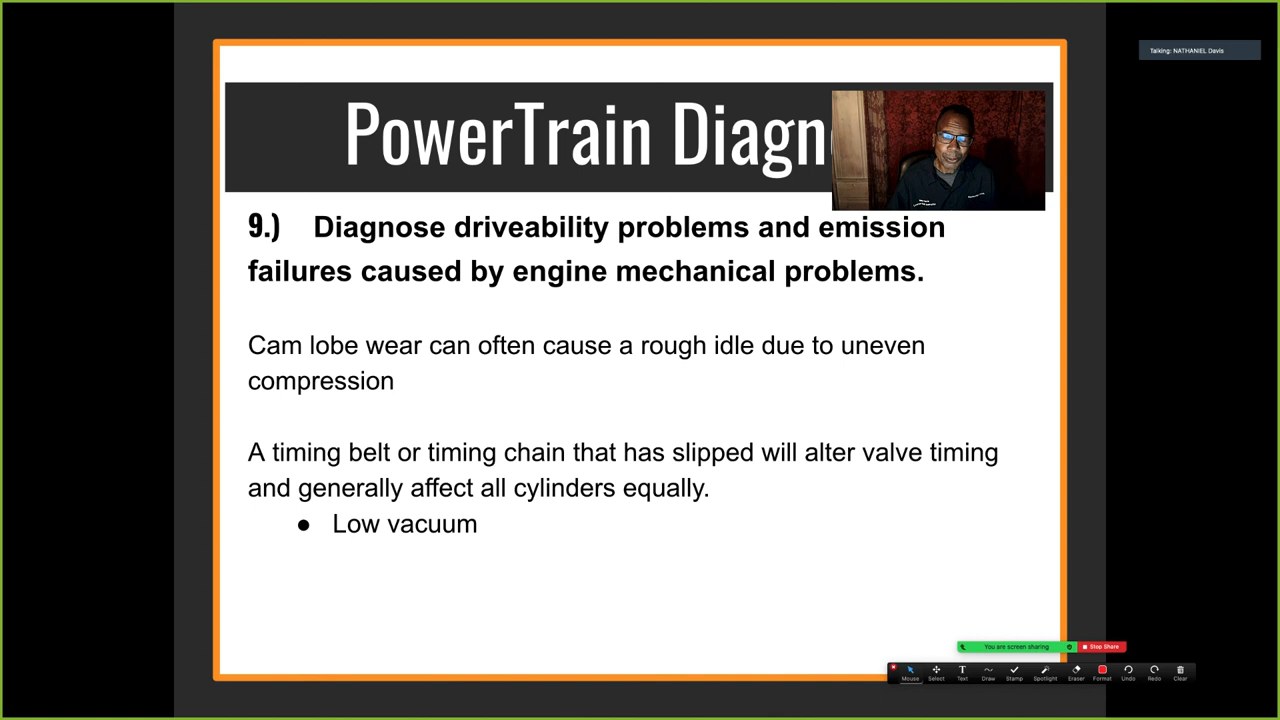 Talking: NATHANIEL Davis
PowerTrain Diagn
9.) Diagnose driveability problems and emission
failures caused by engine mechanical problems.
Cam lobe wear can often cause a rough idle due to uneven
compression
A timing belt or timing chain that has slipped will alter valve timing
and generally affect all cylinders equally.
● Low vacuum
You are screen sharing
Stop Share
Mouse Select Text Draw Stamp Spotlight Eraser Format Undo Redo Clear